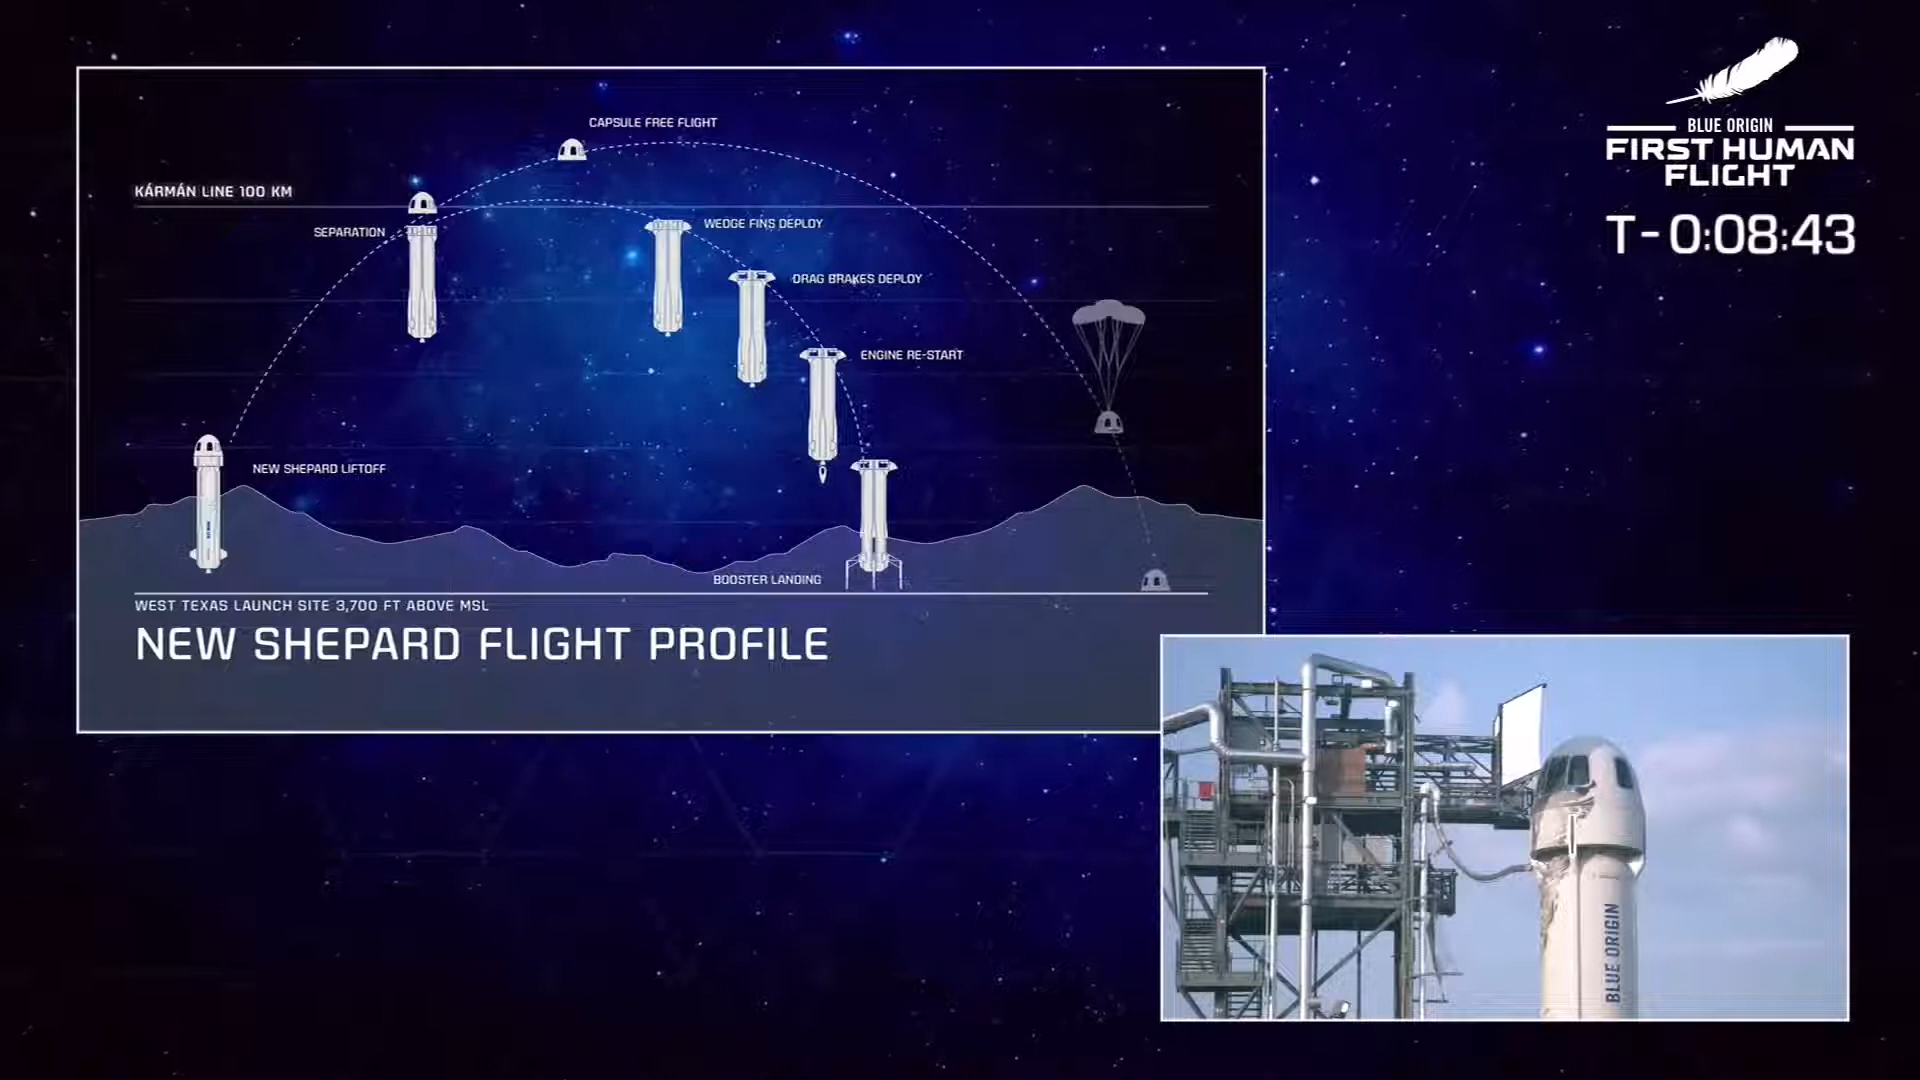 CAPSULE FREE FLIGHT
KÁRMÁN LINE 100 KM
SEPARATION
WEDGE FINS DEPLOY
DRAG BRAKES DEPLOY
ENGINE RE-START
NEW SHEPARD LIFTOFF
BOOSTER LANDING
WEST TEXAS LAUNCH SITE 3,700 FT ABOVE MSL
NEW SHEPARD FLIGHT PROFILE
BLUE ORIGIN
FIRST HUMAN
FLIGHT
T-0:08:43
BLUE ORIGIN